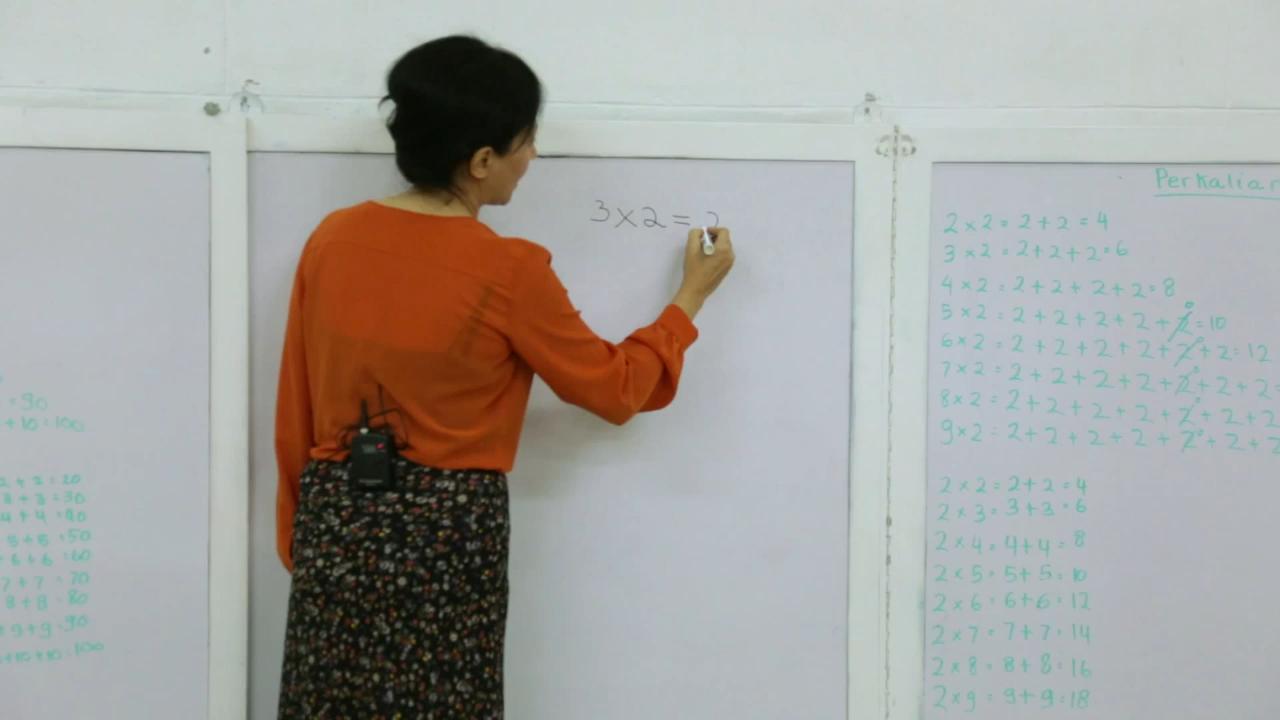 = 90
+ 10 = 100
2 + 2 = 20
3 + 3 = 30
4 + 4 = 40
5 + 5 = 50
+ 6 + 6 = 60
7 + 7 = 70
8 + 8 = 80
+ 9 + 9 = 90
+ 10 + 10 = 100
3 × 2 = 2
Perkalian
2 × 2 = 2 + 2 = 4
3 × 2 = 2 + 2 + 2 = 6
4 × 2 = 2 + 2 + 2 + 2 = 8
5 × 2 = 2 + 2 + 2 + 2 + 2 = 10
6 × 2 = 2 + 2 + 2 + 2 + 2 + 2 = 12
7 × 2 = 2 + 2 + 2 + 2 + 2 + 2 + 2
8 × 2 = 2 + 2 + 2 + 2 + 2 + 2 + 2
9 × 2 = 2 + 2 + 2 + 2 + 2 + 2 + 2
2 × 2 = 2 + 2 = 4
2 × 3 = 3 + 3 = 6
2 × 4 = 4 + 4 = 8
2 × 5 = 5 + 5 = 10
2 × 6 = 6 + 6 = 12
2 × 7 = 7 + 7 = 14
2 × 8 = 8 + 8 = 16
2 × 9 = 9 + 9 = 18